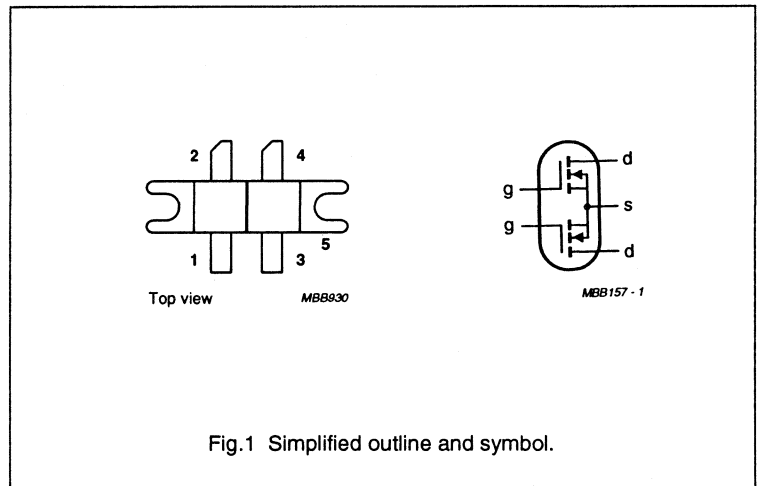 2 4
1 3 5
Top view MBB930
d
g
s
g
d
MBB157 - 1
Fig.1 Simplified outline and symbol.